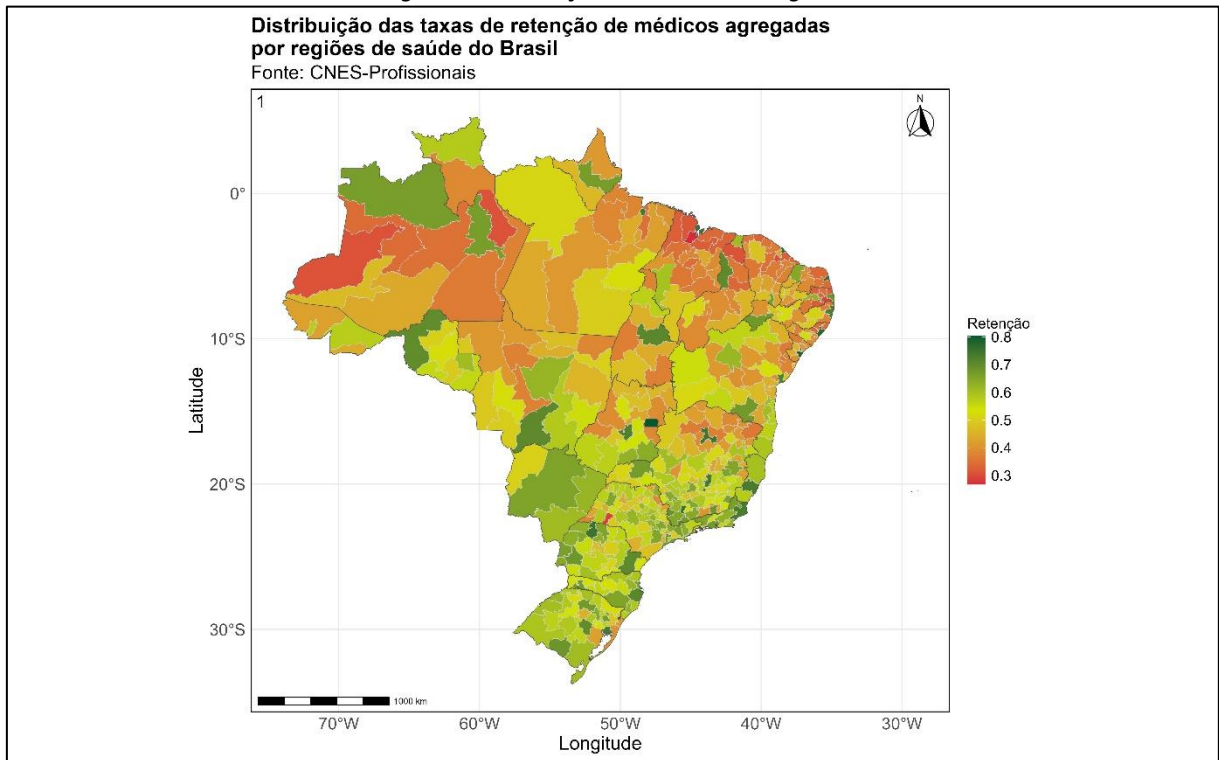 Distribuição das taxas de retenção de médicos agregadas
por regiões de saúde do Brasil
Fonte: CNES-Profissionais
1
N
0°
10°S
20°S
30°S
Latitude
Retenção
0.8
0.7
0.6
0.5
0.4
0.3
1000 km
70°W
60°W
50°W
40°W
30°W
Longitude